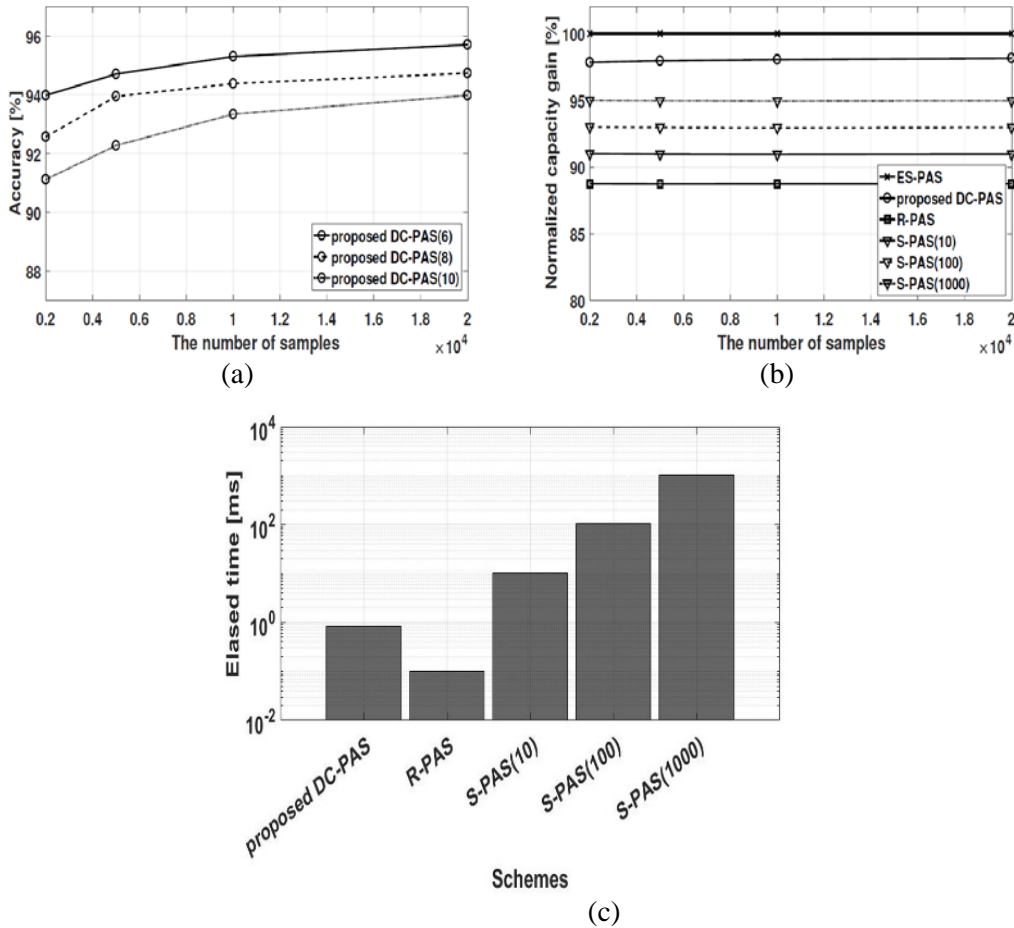 96
94
92
90
88
Accuracy [%]
proposed DC-PAS(6)
proposed DC-PAS(8)
proposed DC-PAS(10)
0.2 0.4 0.6 0.8 1 1.2 1.4 1.6 1.8 2
The number of samples
×10^4
(a)
100
95
90
85
80
Normalized capacity gain [%]
ES-PAS
proposed DC-PAS
R-PAS
S-PAS(10)
S-PAS(100)
S-PAS(1000)
0.2 0.4 0.6 0.8 1 1.2 1.4 1.6 1.8 2
The number of samples
×10^4
(b)
10^4
10^2
10^0
10^-2
Elased time [ms]
proposed DC-PAS
R-PAS
S-PAS(10)
S-PAS(100)
S-PAS(1000)
Schemes
(c)